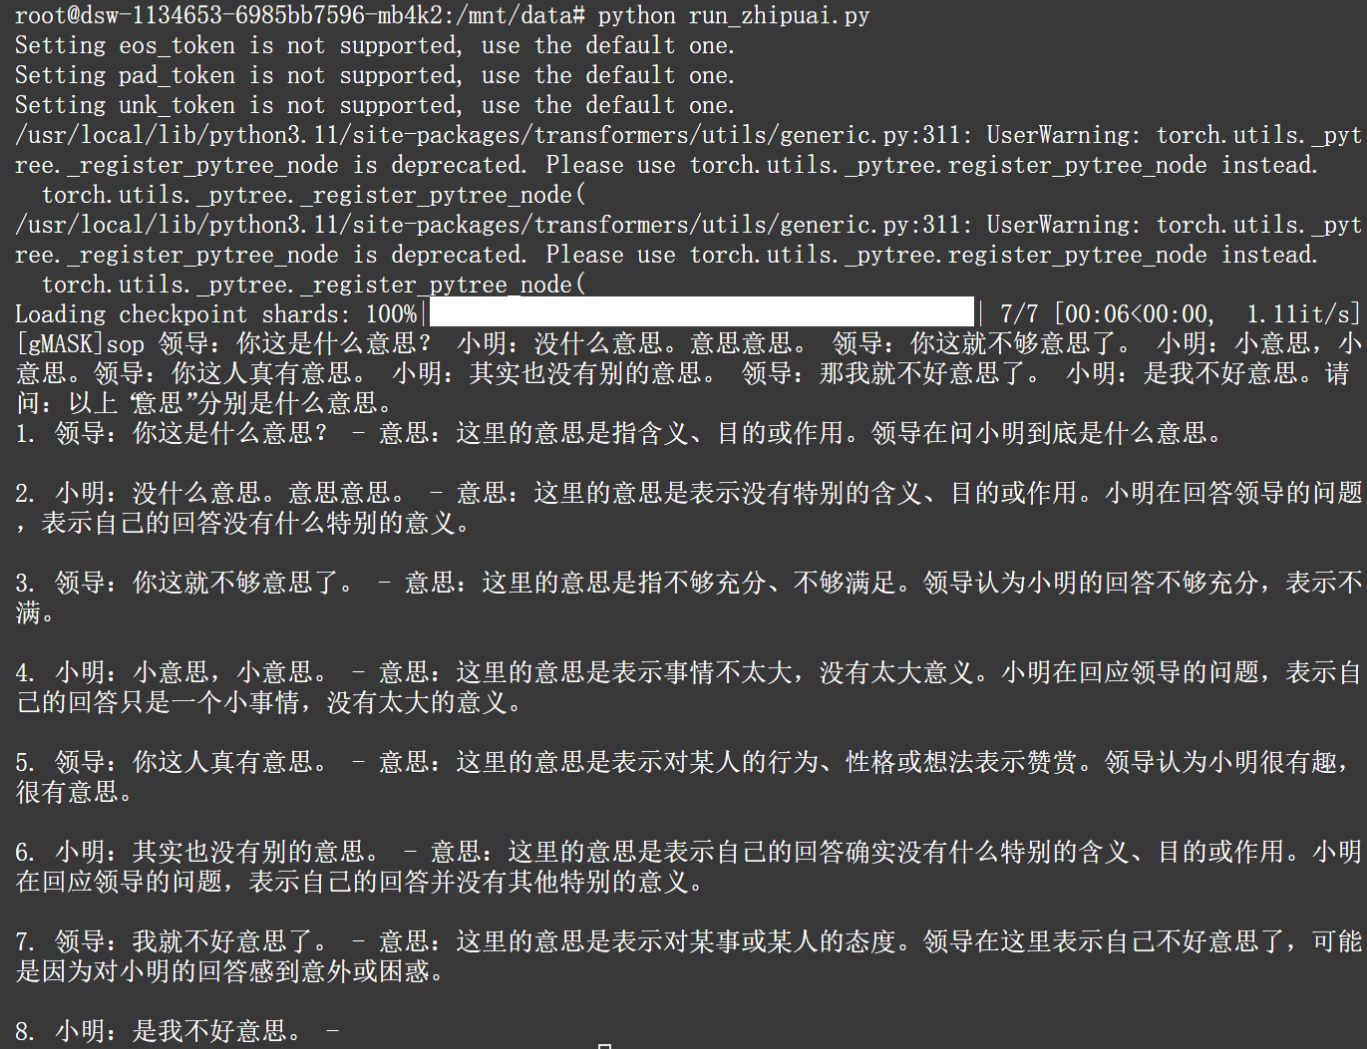 root@dsw-1134653-6985bb7596-mb4k2:/mnt/data# python run_zhipuai.py
Setting eos_token is not supported, use the default one.
Setting pad_token is not supported, use the default one.
Setting unk_token is not supported, use the default one.
/usr/local/lib/python3.11/site-packages/transformers/utils/generic.py:311: UserWarning: torch.utils._pyt
ree._register_pytree_node is deprecated. Please use torch.utils._pytree.register_pytree_node instead.
  torch.utils._pytree._register_pytree_node(
/usr/local/lib/python3.11/site-packages/transformers/utils/generic.py:311: UserWarning: torch.utils._pyt
ree._register_pytree_node is deprecated. Please use torch.utils._pytree.register_pytree_node instead.
  torch.utils._pytree._register_pytree_node(
Loading checkpoint shards: 100%| | 7/7 [00:06<00:00,  1.11it/s]
[gMASK]sop 领导：你这是什么意思？ 小明：没什么意思。意思意思。 领导：你这就不够意思了。 小明：小意思，小
意思。领导：你这人真有意思。 小明：其实也没有别的意思。 领导：那我就不好意思了。 小明：是我不好意思。请
问：以上“意思”分别是什么意思。
1. 领导：你这是什么意思？ - 意思：这里的意思是指含义、目的或作用。领导在问小明到底是什么意思。
2. 小明：没什么意思。意思意思。 - 意思：这里的意思是表示没有特别的含义、目的或作用。小明在回答领导的问题
，表示自己的回答没有什么特别的意义。
3. 领导：你这就不够意思了。 - 意思：这里的意思是指不够充分、不够满足。领导认为小明的回答不够充分，表示不
满。
4. 小明：小意思，小意思。 - 意思：这里的意思是表示事情不太大，没有太大意义。小明在回应领导的问题，表示自
己的回答只是一个小事情，没有太大的意义。
5. 领导：你这人真有意思。 - 意思：这里的意思是表示对某人的行为、性格或想法表示赞赏。领导认为小明很有趣，
很有意思。
6. 小明：其实也没有别的意思。 - 意思：这里的意思是表示自己的回答确实没有什么特别的含义、目的或作用。小明
在回应领导的问题，表示自己的回答并没有其他特别的意义。
7. 领导：我就不好意思了。 - 意思：这里的意思是表示对某事或某人的态度。领导在这里表示自己不好意思了，可能
是因为对小明的回答感到意外或困惑。
8. 小明：是我不好意思。 -